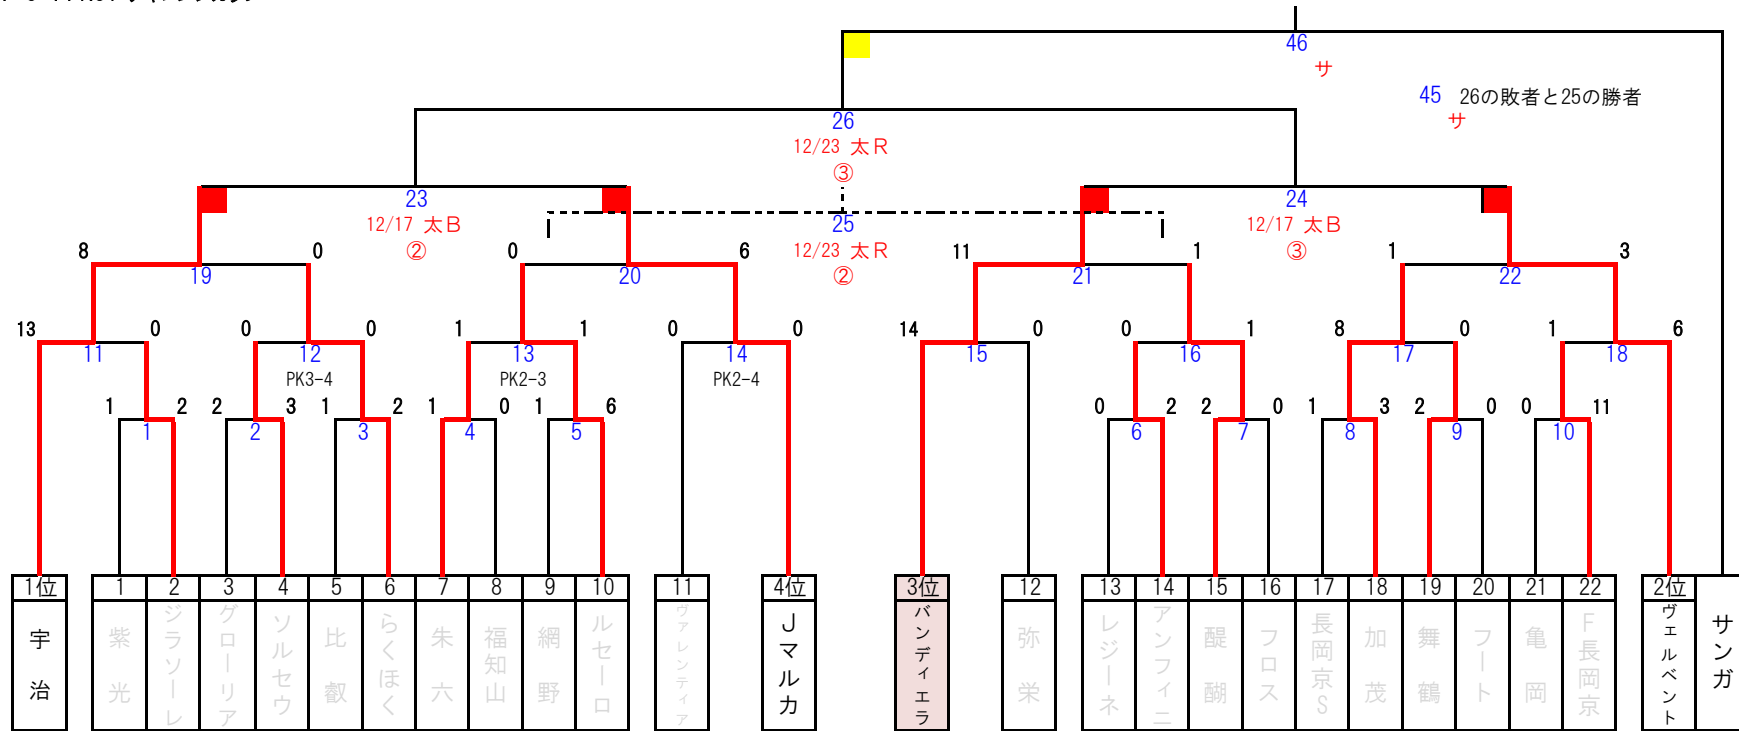 46
サ
45 26の敗者と25の勝者
サ
26
12/23 太R
③
23 24
12/17 太B 12/17 太B
② ③
25
12/23 太R
②
8 0 0 6 11 1 1 3
19 20 21 22
13 0 0 0 1 1 0 0 14 0 0 1 8 0 1 6
11 12 13 14 15 16 17 18
PK3-4 PK2-3 PK2-4
1 2 2 3 1 2 1 0 1 6 0 2 2 0 1 3 2 0 0 11
1 2 3 4 5 6 7 8 9 10
1位 1 2 3 4 5 6 7 8 9 10 11 4位 3位 12 13 14 15 16 17 18 19 20 21 22 2位
宇治
紫光
ジラソーレ
グローリア
ソルセウ
比叡
らくほく
朱六
福知山
網野
ルセーロ
ヴァレンティア
Jマルカ
バンディエラ
弥栄
レジーネ
アンフィニ
醍醐
フロス
長岡京S
加茂
舞鶴
フート
亀岡
F長岡京
ヴェルベント
サンガ